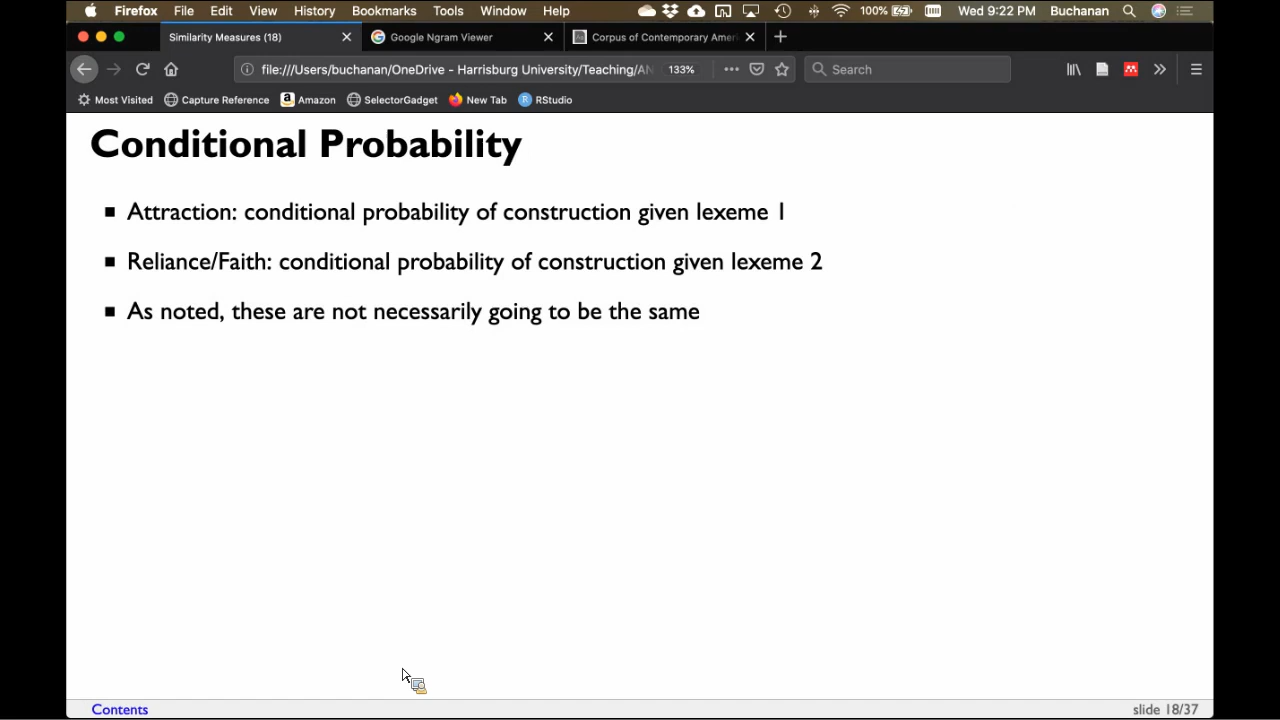 Firefox File Edit View History Bookmarks Tools Window Help 100% Wed 9:22 PM Buchanan
Similarity Measures (18) Google Ngram Viewer Corpus of Contemporary Ameri
file:///Users/buchanan/OneDrive - Harrisburg University/Teaching/AN 133% Search
Most Visited Capture Reference Amazon SelectorGadget New Tab RStudio
Conditional Probability
Attraction: conditional probability of construction given lexeme 1
Reliance/Faith: conditional probability of construction given lexeme 2
As noted, these are not necessarily going to be the same
Contents slide 18/37